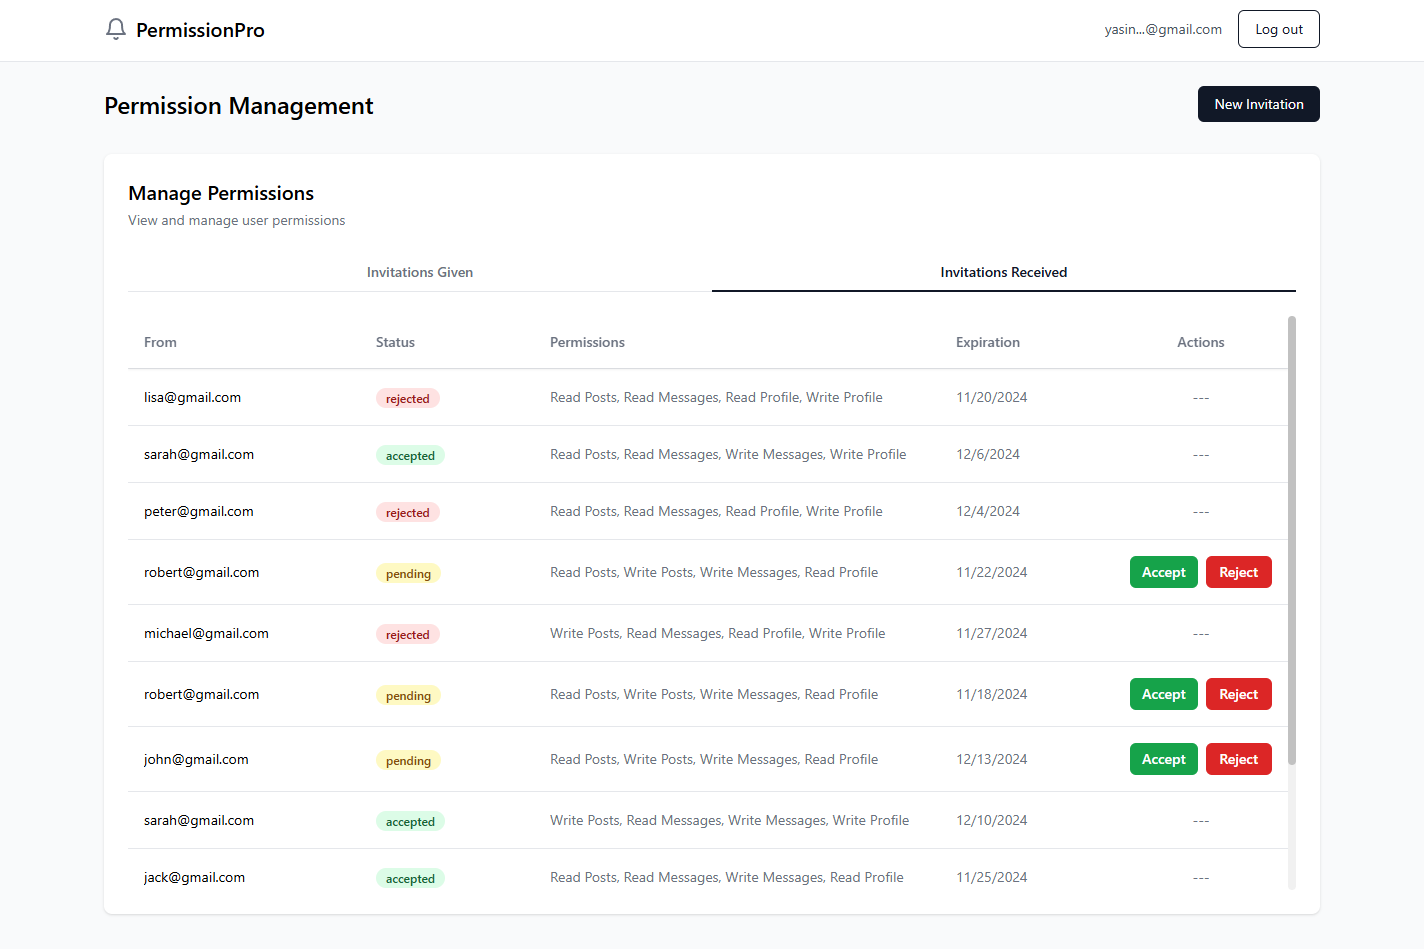 PermissionPro yasin...@gmail.com Log out
Permission Management New Invitation
Manage Permissions
View and manage user permissions
Invitations Given Invitations Received
From Status Permissions Expiration Actions
lisa@gmail.com rejected Read Posts, Read Messages, Read Profile, Write Profile 11/20/2024 ---
sarah@gmail.com accepted Read Posts, Read Messages, Write Messages, Write Profile 12/6/2024 ---
peter@gmail.com rejected Read Posts, Read Messages, Read Profile, Write Profile 12/4/2024 ---
robert@gmail.com pending Read Posts, Write Posts, Write Messages, Read Profile 11/22/2024 Accept Reject
michael@gmail.com rejected Write Posts, Read Messages, Read Profile, Write Profile 11/27/2024 ---
robert@gmail.com pending Read Posts, Write Posts, Write Messages, Read Profile 11/18/2024 Accept Reject
john@gmail.com pending Read Posts, Write Posts, Write Messages, Read Profile 12/13/2024 Accept Reject
sarah@gmail.com accepted Write Posts, Read Messages, Write Messages, Write Profile 12/10/2024 ---
jack@gmail.com accepted Read Posts, Read Messages, Write Messages, Read Profile 11/25/2024 ---